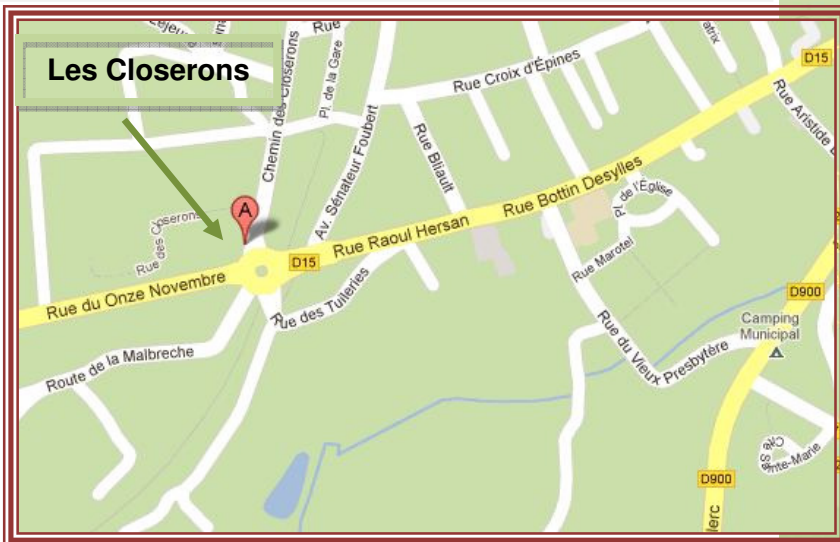 Les Closerons
Rue
Pl. de la Gare
Chemin des Closerons
Rue Croix d'Épines
D15
Rue Aristide
Av. Sénateur Foubert
Rue Bliault
Rue Bottin Desylles
Pl. de l'Église
Rue des Closerons
A
Rue Raoul Hersan
D15
Rue Marotel
Rue du Onze Novembre
Rue des Tuileries
D900
Camping
Municipal
Rue du Vieux Presbytère
Route de la Malbreche
Cité Sainte-Marie
D900